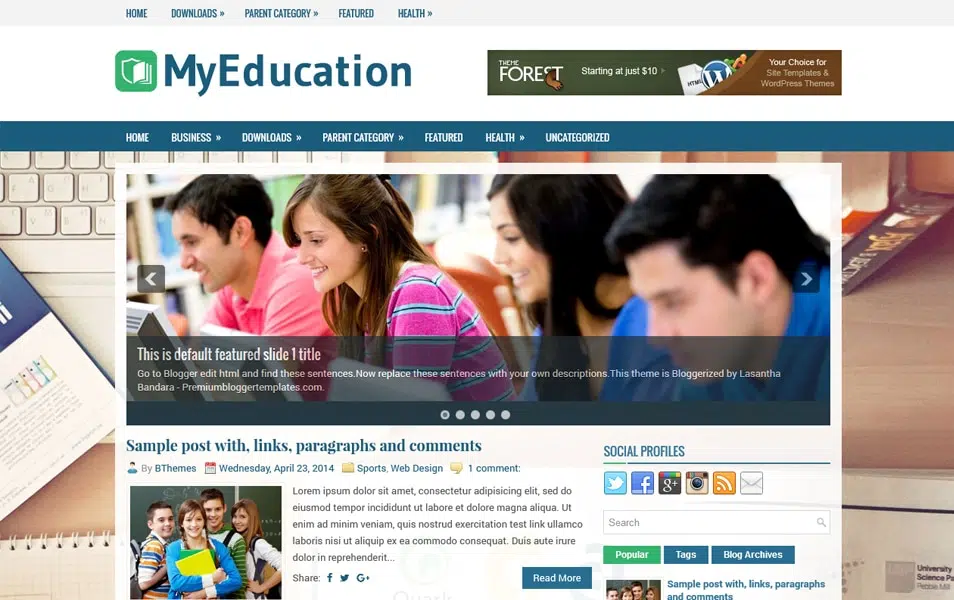 HOME DOWNLOADS » PARENT CATEGORY » FEATURED HEALTH »
MyEducation
THEME
FOREST
Starting at just $10 ›
HTML
Your Choice for
Site Templates &
WordPress Themes
HOME BUSINESS » DOWNLOADS » PARENT CATEGORY » FEATURED HEALTH » UNCATEGORIZED
This is default featured slide 1 title
Go to Blogger edit html and find these sentences.Now replace these sentences with your own descriptions.This theme is Bloggerized by Lasantha
Bandara - Premiumbloggertemplates.com.
Sample post with, links, paragraphs and comments
By BThemes Wednesday, April 23, 2014 Sports, Web Design 1 comment:
Lorem ipsum dolor sit amet, consectetur adipisicing elit, sed do
eiusmod tempor incididunt ut labore et dolore magna aliqua. Ut
enim ad minim veniam, quis nostrud exercitation test link ullamco
laboris nisi ut aliquip ex ea commodo consequat. Duis aute irure
dolor in reprehenderit...
Share:
Read More
SOCIAL PROFILES
Search
Popular Tags Blog Archives
Sample post with, links, paragraphs
and comments
University
Science Pa
Pebble Mill